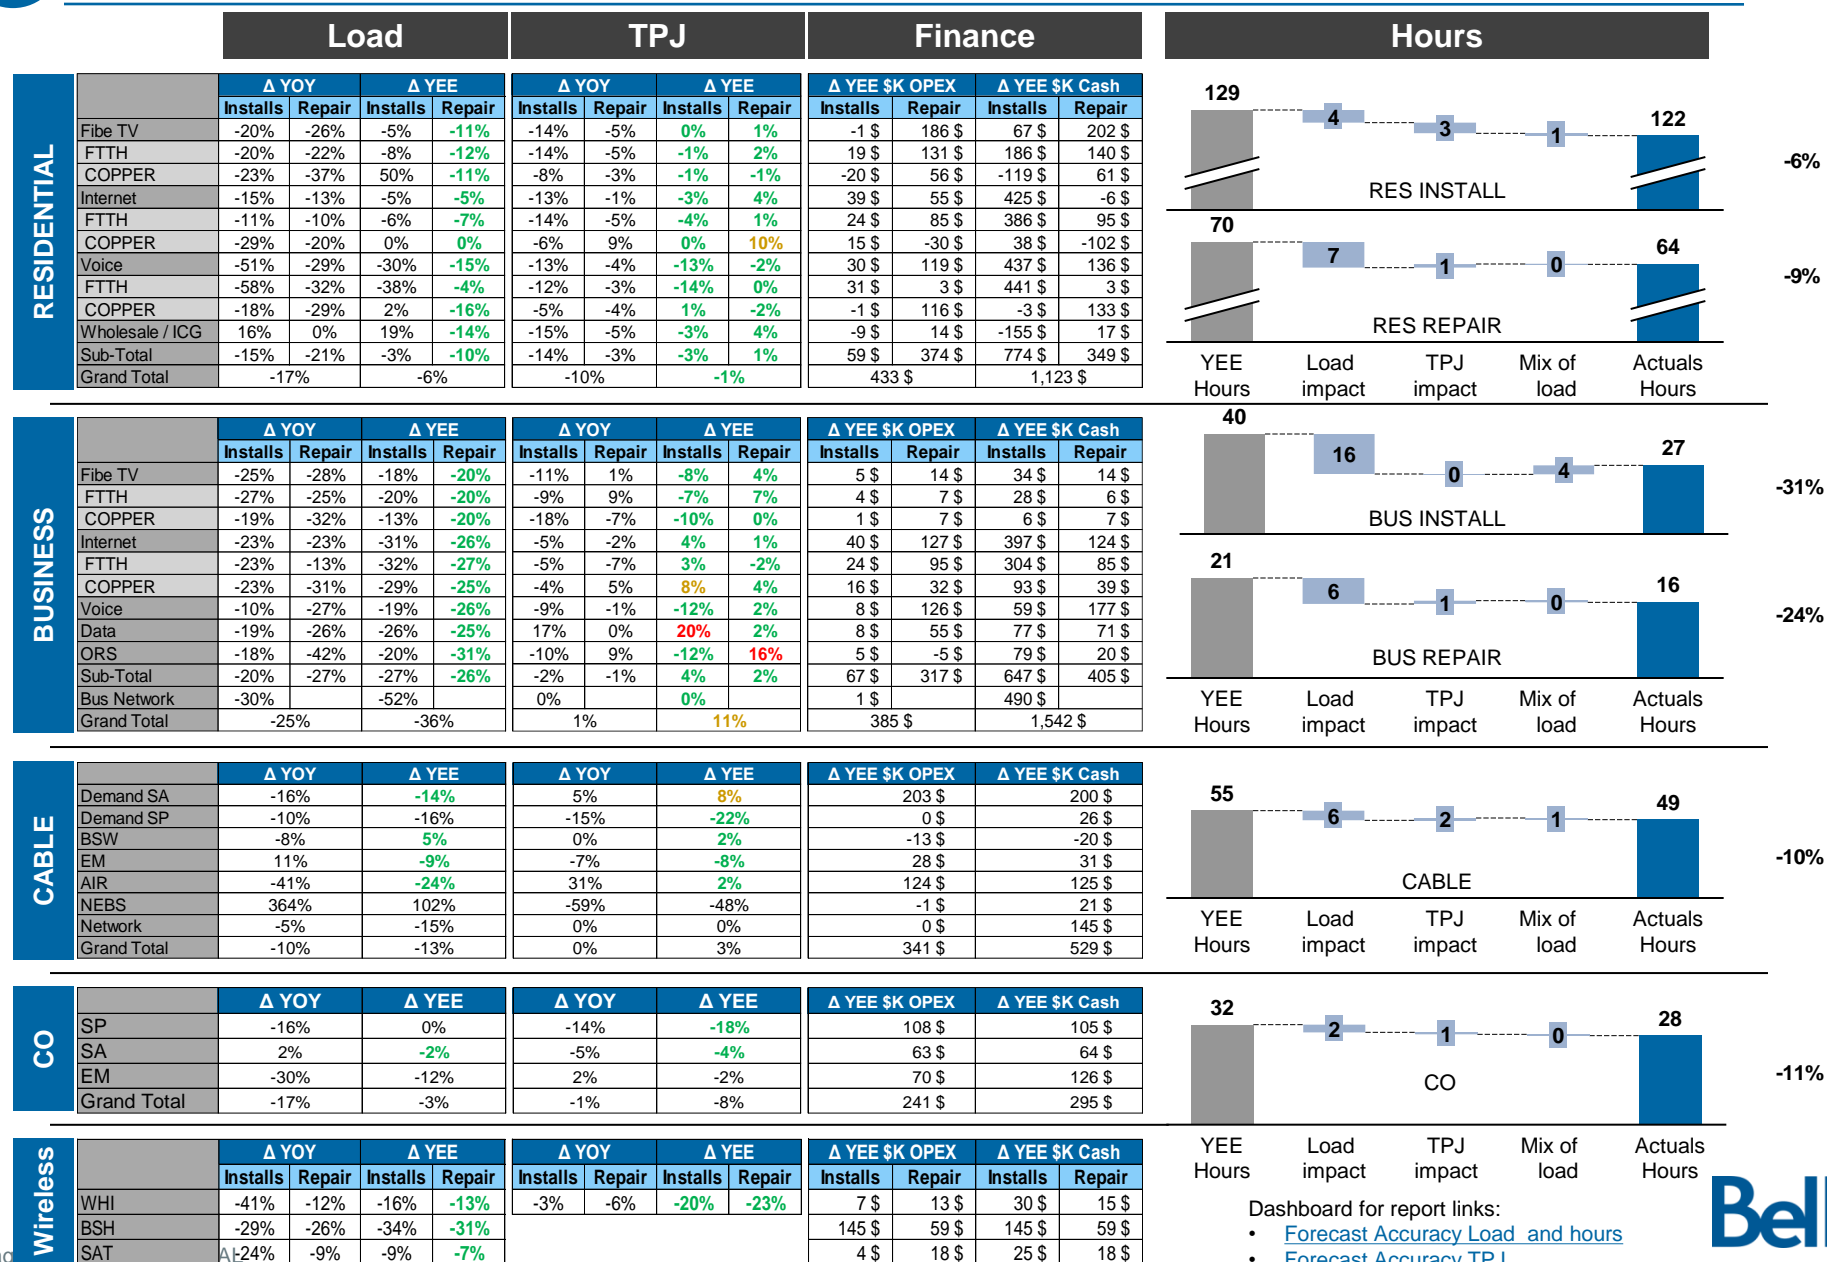 Load TPJ Finance Hours
RESIDENTIAL
Δ YOY Δ YEE Δ YOY Δ YEE Δ YEE $K OPEX Δ YEE $K Cash
Installs Repair Installs Repair Installs Repair Installs Repair Installs Repair Installs Repair
Fibe TV -20% -26% -5% -11% -14% -5% 0% 1% -1 $ 186 $ 67 $ 202 $
FTTH -20% -22% -8% -12% -14% -5% -1% 2% 19 $ 131 $ 186 $ 140 $
COPPER -23% -37% 50% -11% -8% -3% -1% -1% -20 $ 56 $ -119 $ 61 $
Internet -15% -13% -5% -5% -13% -1% -3% 4% 39 $ 55 $ 425 $ -6 $
FTTH -11% -10% -6% -7% -14% -5% -4% 1% 24 $ 85 $ 386 $ 95 $
COPPER -29% -20% 0% 0% -6% 9% 0% 10% 15 $ -30 $ 38 $ -102 $
Voice -51% -29% -30% -15% -13% -4% -13% -2% 30 $ 119 $ 437 $ 136 $
FTTH -58% -32% -38% -4% -12% -3% -14% 0% 31 $ 3 $ 441 $ 3 $
COPPER -18% -29% 2% -16% -5% -4% 1% -2% -1 $ 116 $ -3 $ 133 $
Wholesale / ICG 16% 0% 19% -14% -15% -5% -3% 4% -9 $ 14 $ -155 $ 17 $
Sub-Total -15% -21% -3% -10% -14% -3% -3% 1% 59 $ 374 $ 774 $ 349 $
Grand Total -17% -6% -10% -1% 433 $ 1,123 $
129 4 3 1 122
-6%
RES INSTALL
70 7 1 0 64
-9%
RES REPAIR
YEE Load TPJ Mix of Actuals
Hours impact impact load Hours
BUSINESS
Δ YOY Δ YEE Δ YOY Δ YEE Δ YEE $K OPEX Δ YEE $K Cash
Installs Repair Installs Repair Installs Repair Installs Repair Installs Repair Installs Repair
Fibe TV -25% -28% -18% -20% -11% 1% -8% 4% 5 $ 14 $ 34 $ 14 $
FTTH -27% -25% -20% -20% -9% 9% -7% 7% 4 $ 7 $ 28 $ 6 $
COPPER -19% -32% -13% -20% -18% -7% -10% 0% 1 $ 7 $ 6 $ 7 $
Internet -23% -23% -31% -26% -5% -2% 4% 1% 40 $ 127 $ 397 $ 124 $
FTTH -23% -13% -32% -27% -5% -7% 3% -2% 24 $ 95 $ 304 $ 85 $
COPPER -23% -31% -29% -25% -4% 5% 8% 4% 16 $ 32 $ 93 $ 39 $
Voice -10% -27% -19% -26% -9% -1% -12% 2% 8 $ 126 $ 59 $ 177 $
Data -19% -26% -26% -25% 17% 0% 20% 2% 8 $ 55 $ 77 $ 71 $
ORS -18% -42% -20% -31% -10% 9% -12% 16% 5 $ -5 $ 79 $ 20 $
Sub-Total -20% -27% -27% -26% -2% -1% 4% 2% 67 $ 317 $ 647 $ 405 $
Bus Network -30% -52% 0% 0% 1 $ 490 $
Grand Total -25% -36% 1% 11% 385 $ 1,542 $
40 16 0 4 27
-31%
BUS INSTALL
21 6 1 0 16
-24%
BUS REPAIR
YEE Load TPJ Mix of Actuals
Hours impact impact load Hours
CABLE
Δ YOY Δ YEE Δ YOY Δ YEE Δ YEE $K OPEX Δ YEE $K Cash
Demand SA -16% -14% 5% 8% 203 $ 200 $
Demand SP -10% -16% -15% -22% 0 $ 26 $
BSW -8% 5% 0% 2% -13 $ -20 $
EM 11% -9% -7% -8% 28 $ 31 $
AIR -41% -24% 31% 2% 124 $ 125 $
NEBS 364% 102% -59% -48% -1 $ 21 $
Network -5% -15% 0% 0% 0 $ 145 $
Grand Total -10% -13% 0% 3% 341 $ 529 $
55 6 2 1 49
-10%
CABLE
YEE Load TPJ Mix of Actuals
Hours impact impact load Hours
CO
Δ YOY Δ YEE Δ YOY Δ YEE Δ YEE $K OPEX Δ YEE $K Cash
SP -16% 0% -14% -18% 108 $ 105 $
SA 2% -2% -5% -4% 63 $ 64 $
EM -30% -12% 2% -2% 70 $ 126 $
Grand Total -17% -3% -1% -8% 241 $ 295 $
32 2 1 0 28
-11%
CO
YEE Load TPJ Mix of Actuals
Hours impact impact load Hours
Wireless
Δ YOY Δ YEE Δ YOY Δ YEE Δ YEE $K OPEX Δ YEE $K Cash
Installs Repair Installs Repair Installs Repair Installs Repair Installs Repair Installs Repair
WHI -41% -12% -16% -13% -3% -6% -20% -23% 7 $ 13 $ 30 $ 15 $
BSH -29% -26% -34% -31% 145 $ 59 $ 145 $ 59 $
SAT -24% -9% -9% -7% 4 $ 18 $ 25 $ 18 $
Dashboard for report links:
• Forecast Accuracy Load and hours
• Forecast Accuracy TPJ
Bell